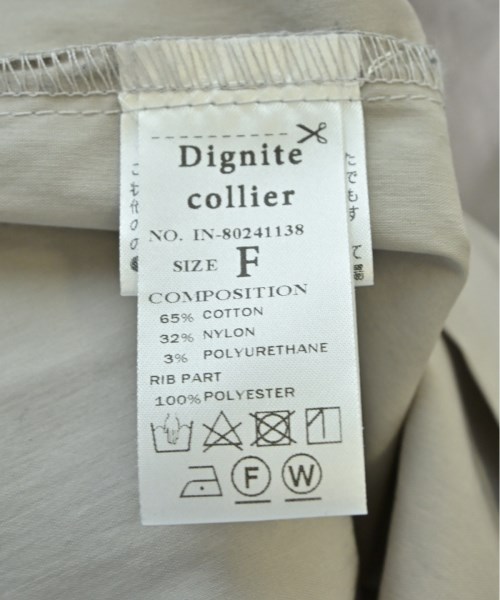 Dignite
collier
NO. IN-80241138
SIZE F
COMPOSITION
65% COTTON
32% NYLON
3% POLYURETHANE
RIB PART
100% POLYESTER
F W